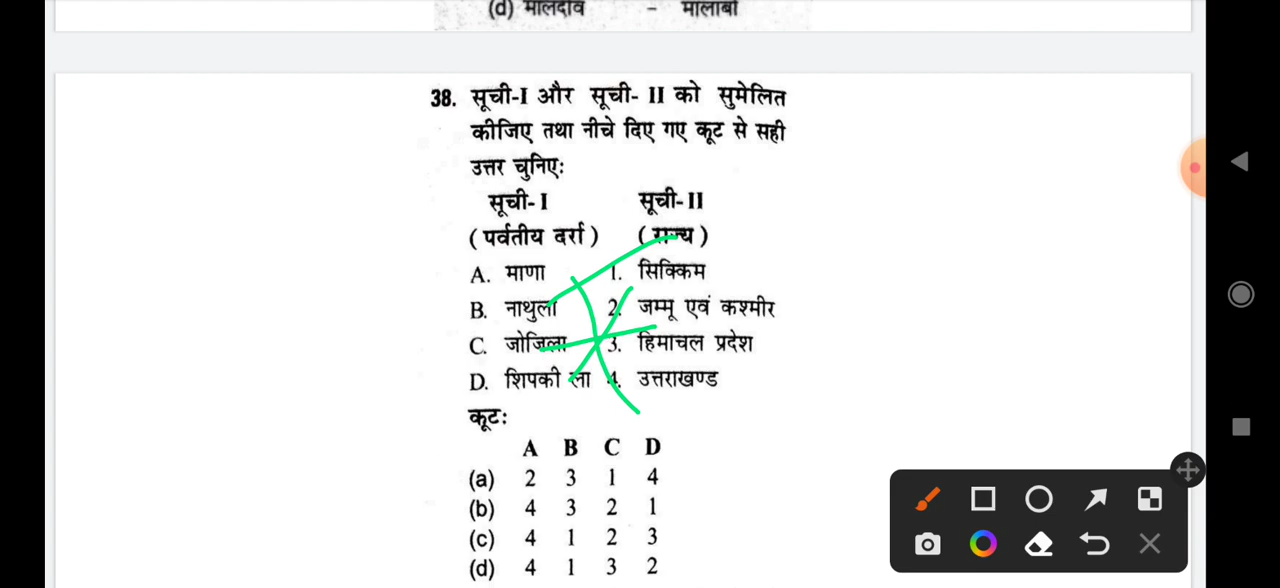 (d) मालदीव - मालाबो
38. सूची-I और सूची- II को सुमेलित
कीजिए तथा नीचे दिए गए कूट से सही
उत्तर चुनिए:
सूची- I सूची- II
(पर्वतीय दर्रा) (राज्य)
A. माणा 1. सिक्किम
B. नाथुला 2. जम्मू एवं कश्मीर
C. जोजिला 3. हिमाचल प्रदेश
D. शिपकी ला 4. उत्तराखण्ड
कूट:
A B C D
(a) 2 3 1 4
(b) 4 3 2 1
(c) 4 1 2 3
(d) 4 1 3 2